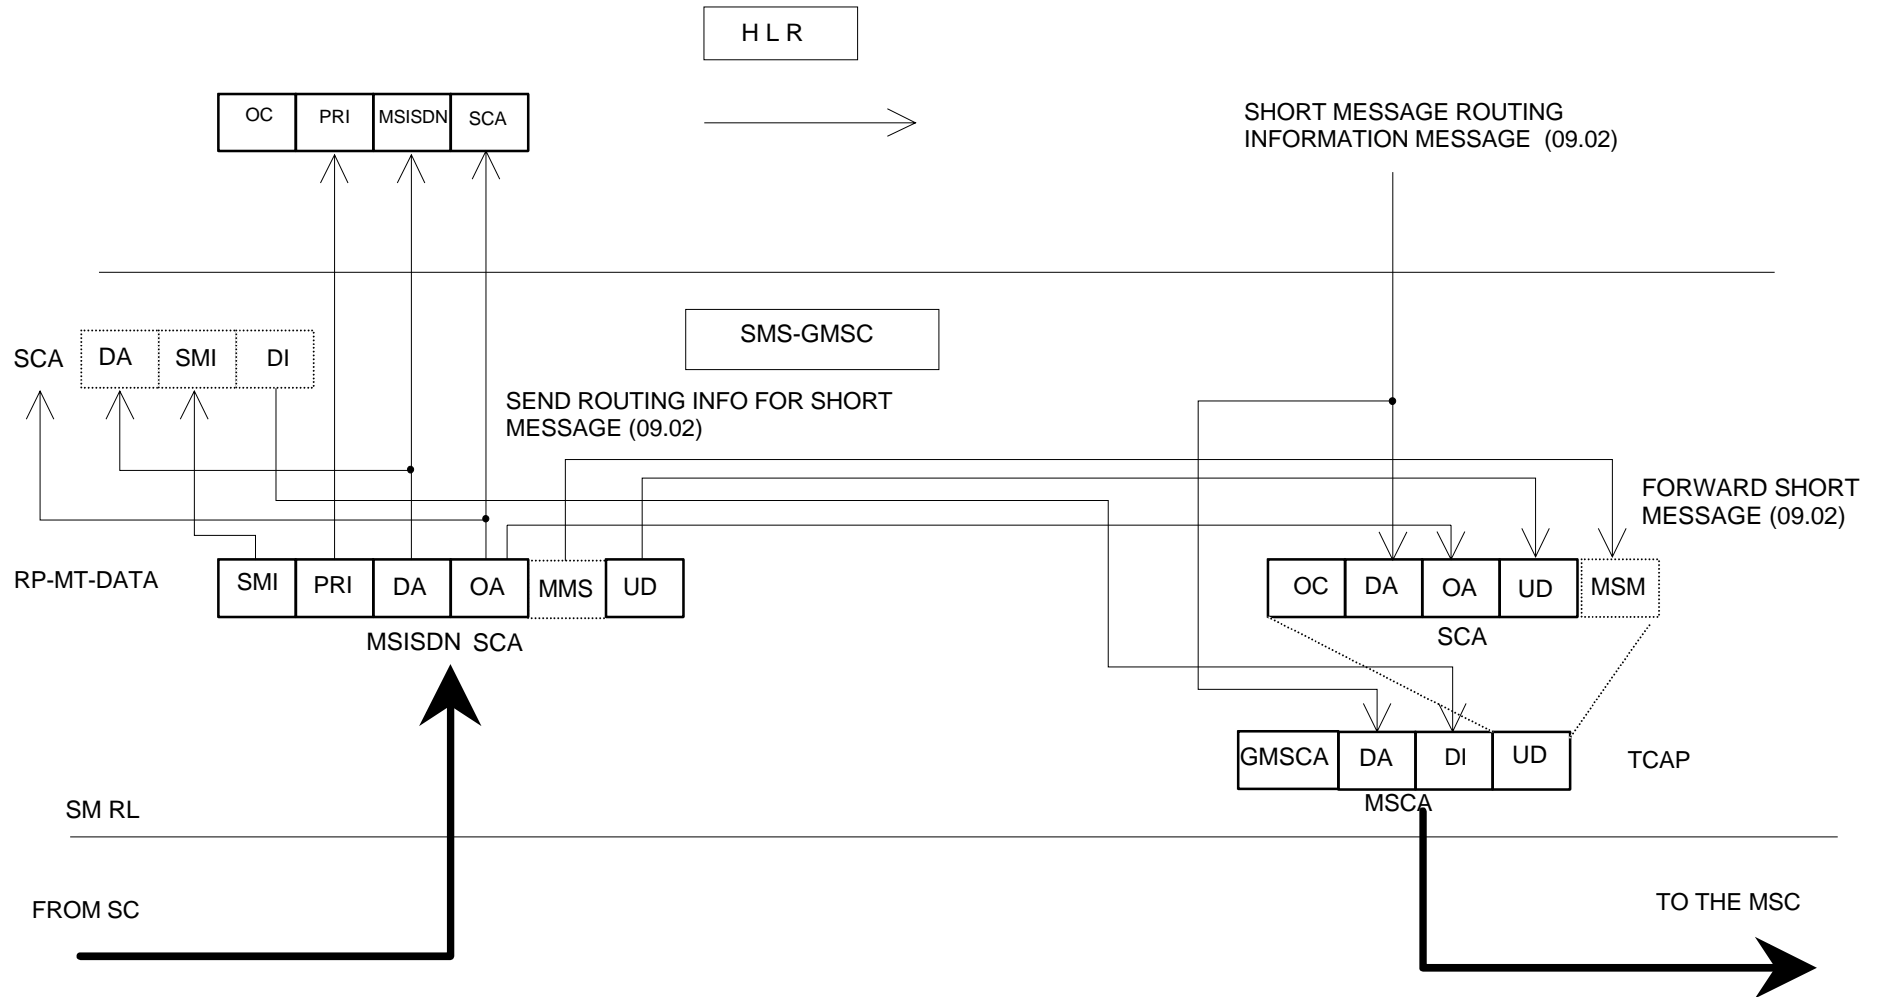 H L R
OC PRI MSISDN SCA
SHORT MESSAGE ROUTING
INFORMATION MESSAGE (09.02)
SMS-GMSC
SCA DA SMI DI
SEND ROUTING INFO FOR SHORT
MESSAGE (09.02)
FORWARD SHORT
MESSAGE (09.02)
RP-MT-DATA SMI PRI DA OA MMS UD
MSISDN SCA
OC DA OA UD MSM
SCA
GMSCA DA DI UD TCAP
MSCA
SM RL
FROM SC
TO THE MSC